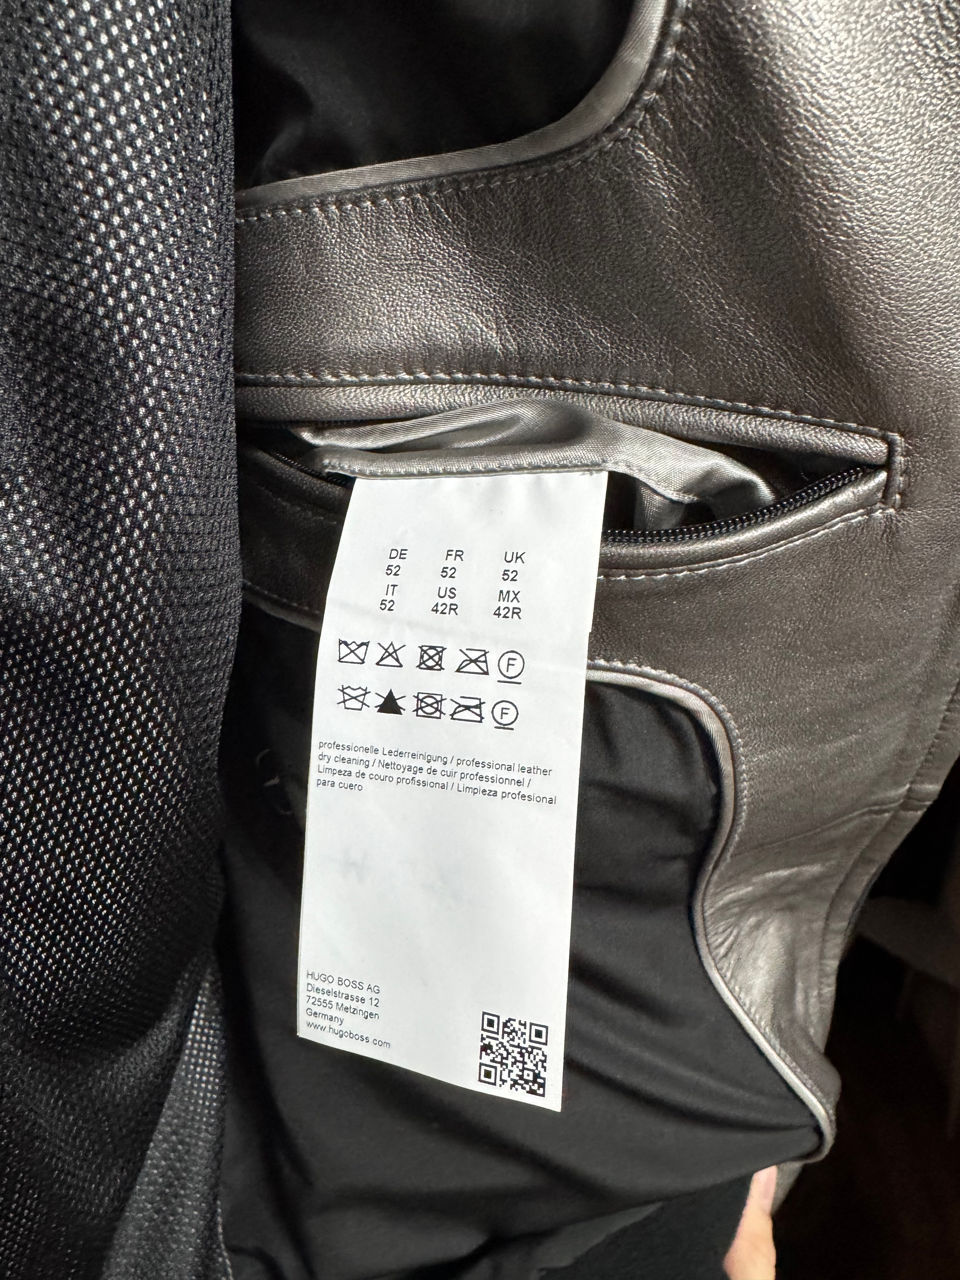 DE FR UK
52 52 52
IT US MX
52 42R 42R
F
F
professionelle Lederreinigung / professional leather
dry cleaning / Nettoyage de cuir professionnel /
Limpeza de couro profissional / Limpieza profesional
para cuero
HUGO BOSS AG
Dieselstrasse 12
72555 Metzingen
Germany
www.hugoboss.com